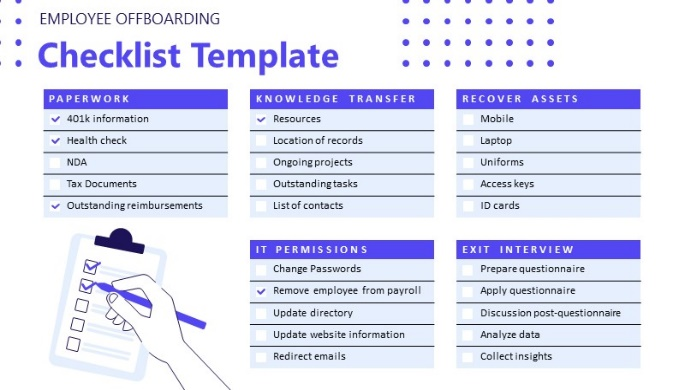 EMPLOYEE OFFBOARDING
Checklist Template
PAPERWORK
401k information
Health check
NDA
Tax Documents
Outstanding reimbursements
KNOWLEDGE TRANSFER
Resources
Location of records
Ongoing projects
Outstanding tasks
List of contacts
RECOVER ASSETS
Mobile
Laptop
Uniforms
Access keys
ID cards
IT PERMISSIONS
Change Passwords
Remove employee from payroll
Update directory
Update website information
Redirect emails
EXIT INTERVIEW
Prepare questionnaire
Apply questionnaire
Discussion post-questionnaire
Analyze data
Collect insights